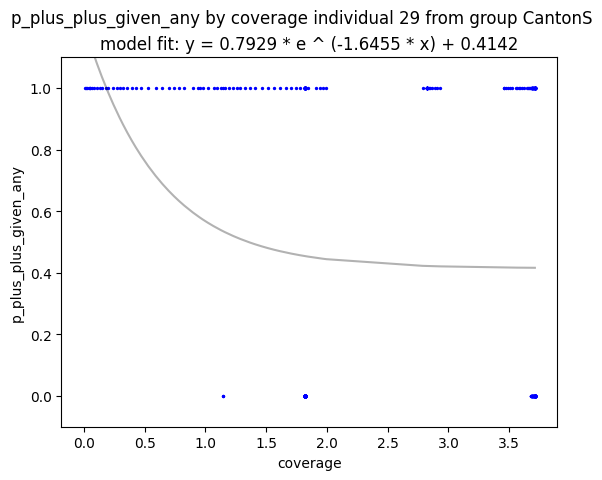 p_plus_plus_given_any by coverage individual 29 from group CantonS
model fit: y = 0.7929 * e ^ (-1.6455 * x) + 0.4142
p_plus_plus_given_any
1.0
0.8
0.6
0.4
0.2
0.0
0.0 0.5 1.0 1.5 2.0 2.5 3.0 3.5
coverage